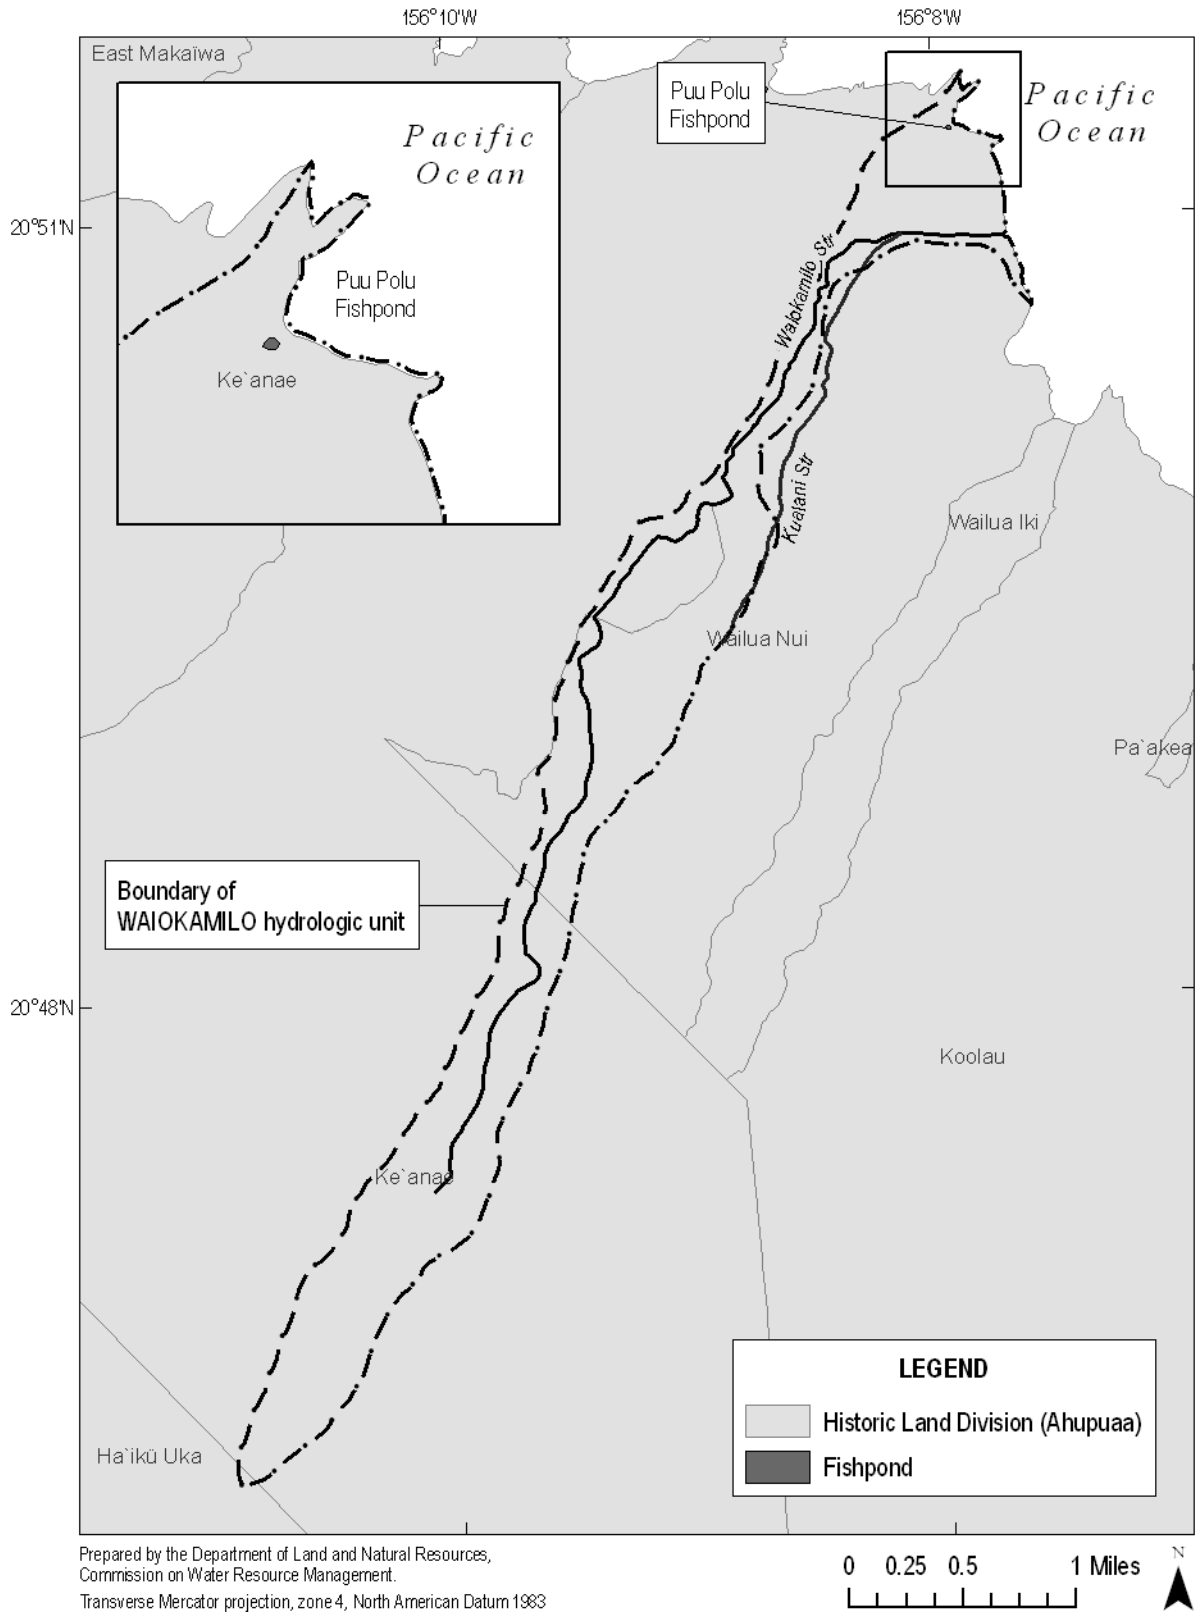 156°10'W
156°8'W
East Makaïwa
Puu Polu
Fishpond
Pacific
Ocean
Pacific
Ocean
20°51'N
Puu Polu
Fishpond
Ke`anae
Waiokamilo Str
Kualani Str
Wailua Iki
Wailua Nui
Pa`akea
Boundary of
WAIOKAMILO hydrologic unit
20°48'N
Koolau
Ke`anae
LEGEND
Historic Land Division (Ahupuaa)
Fishpond
Ha`ikü Uka
Prepared by the Department of Land and Natural Resources,
Commission on Water Resource Management.
Transverse Mercator projection, zone 4, North American Datum 1983
0 0.25 0.5 1 Miles
N